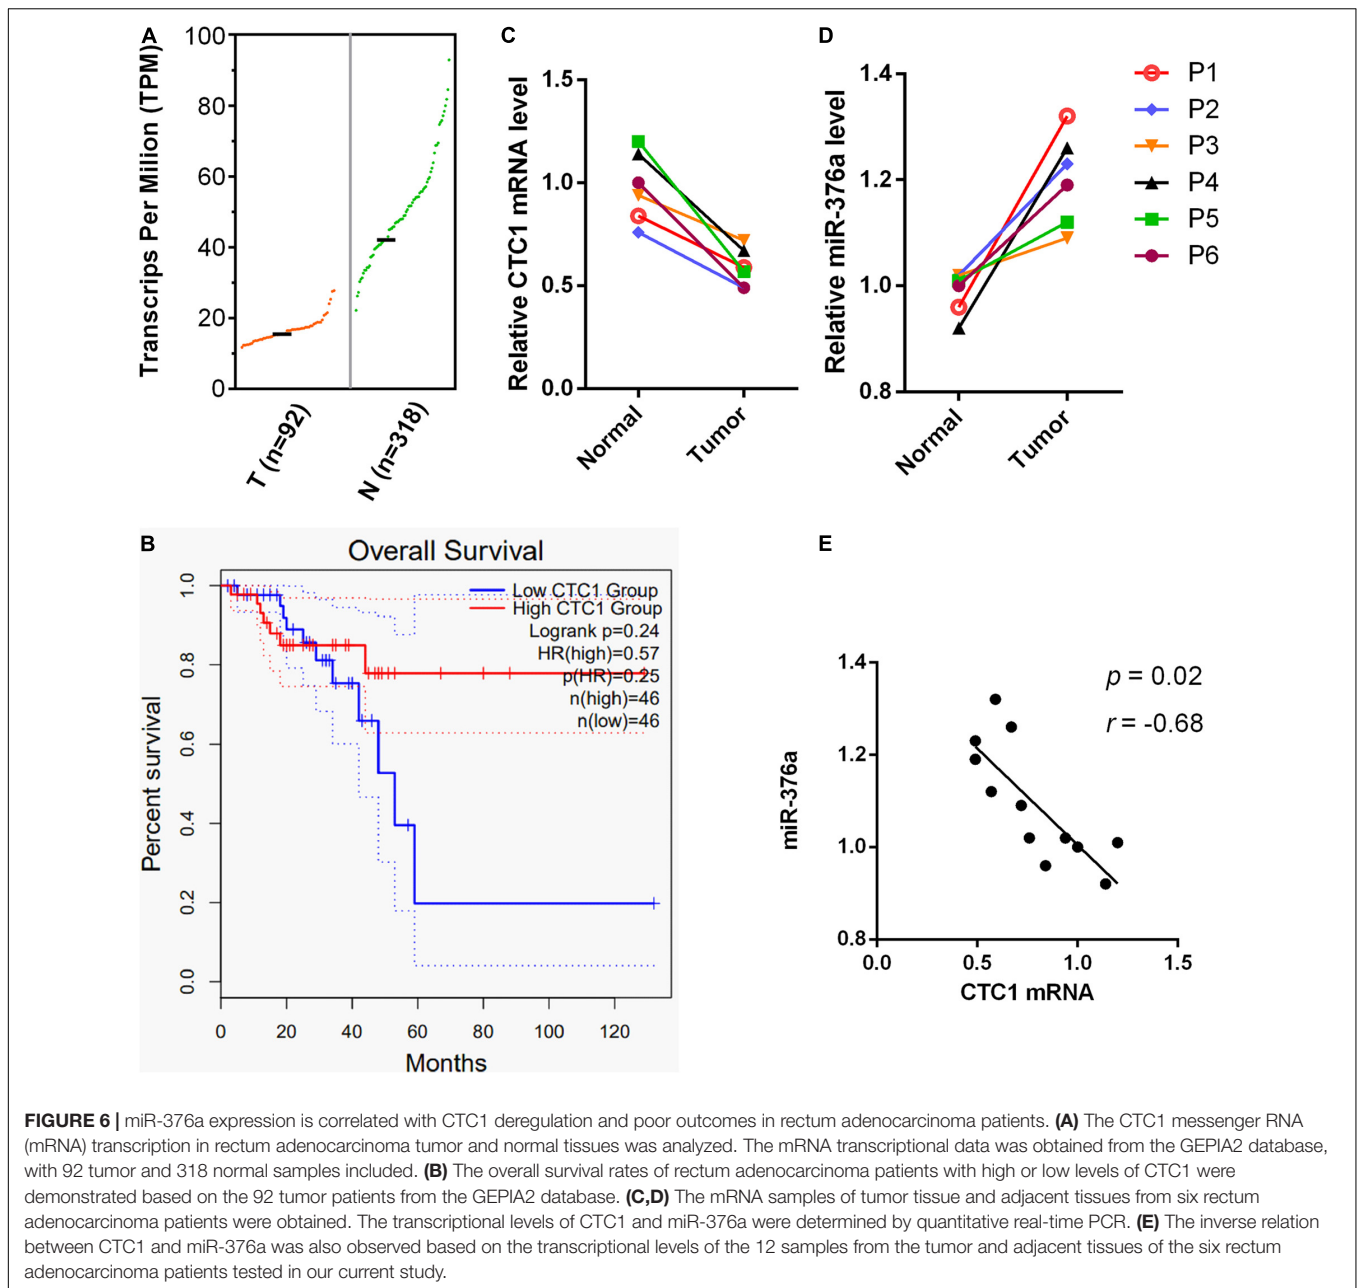 A
Transcrips Per Milion (TPM)
100
80
60
40
20
0
T (n=92)
N (n=318)
C
Relative CTC1 mRNA level
1.5
1.0
0.5
0.0
Normal
Tumor
D
Relative miR-376a level
1.4
1.2
1.0
0.8
Normal
Tumor
P1
P2
P3
P4
P5
P6
B
Overall Survival
Low CTC1 Group
High CTC1 Group
Logrank p=0.24
HR(high)=0.57
p(HR)=0.25
n(high)=46
n(low)=46
Percent survival
1.0
0.8
0.6
0.4
0.2
0.0
0 20 40 60 80 100 120
Months
E
miR-376a
1.4
1.2
1.0
0.8
p = 0.02
r = -0.68
0.0 0.5 1.0 1.5
CTC1 mRNA
FIGURE 6 | miR-376a expression is correlated with CTC1 deregulation and poor outcomes in rectum adenocarcinoma patients. (A) The CTC1 messenger RNA
(mRNA) transcription in rectum adenocarcinoma tumor and normal tissues was analyzed. The mRNA transcriptional data was obtained from the GEPIA2 database,
with 92 tumor and 318 normal samples included. (B) The overall survival rates of rectum adenocarcinoma patients with high or low levels of CTC1 were
demonstrated based on the 92 tumor patients from the GEPIA2 database. (C,D) The mRNA samples of tumor tissue and adjacent tissues from six rectum
adenocarcinoma patients were obtained. The transcriptional levels of CTC1 and miR-376a were determined by quantitative real-time PCR. (E) The inverse relation
between CTC1 and miR-376a was also observed based on the transcriptional levels of the 12 samples from the tumor and adjacent tissues of the six rectum
adenocarcinoma patients tested in our current study.